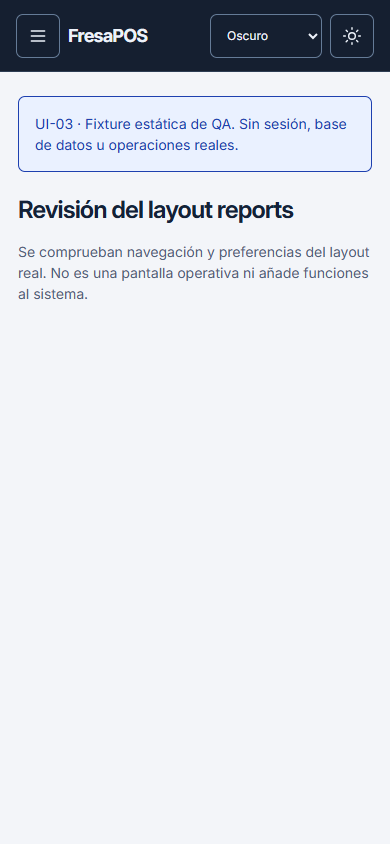 FresaPOS
Oscuro
UI-03 · Fixture estática de QA. Sin sesión, base
de datos u operaciones reales.
Revisión del layout reports
Se comprueban navegación y preferencias del layout
real. No es una pantalla operativa ni añade funciones
al sistema.